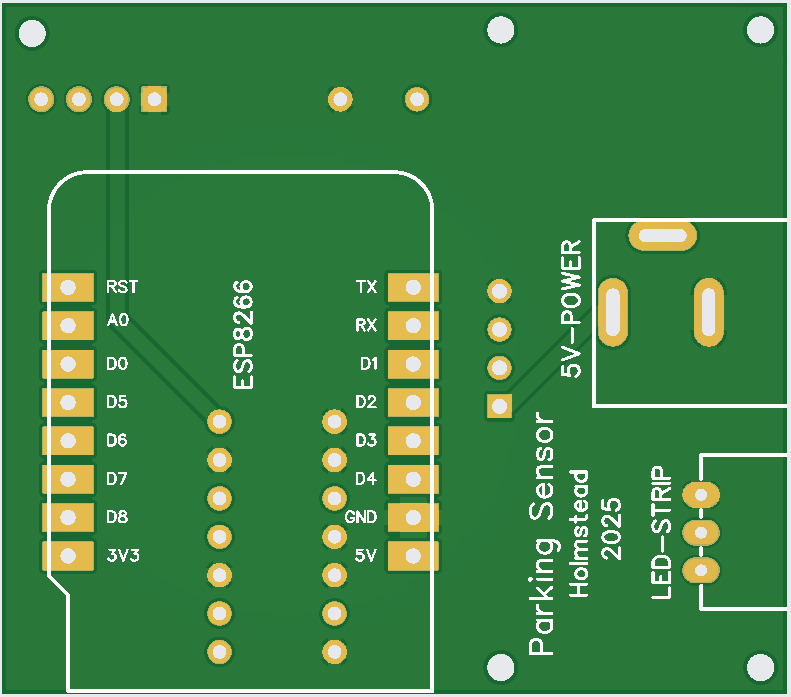 RST
A0
D0
D5
D6
D7
D8
3V3
ESP8266
TX
RX
D1
D2
D3
D4
GND
5V
5V-POWER
Parking Sensor
Holmstead
2025
LED-STRIP